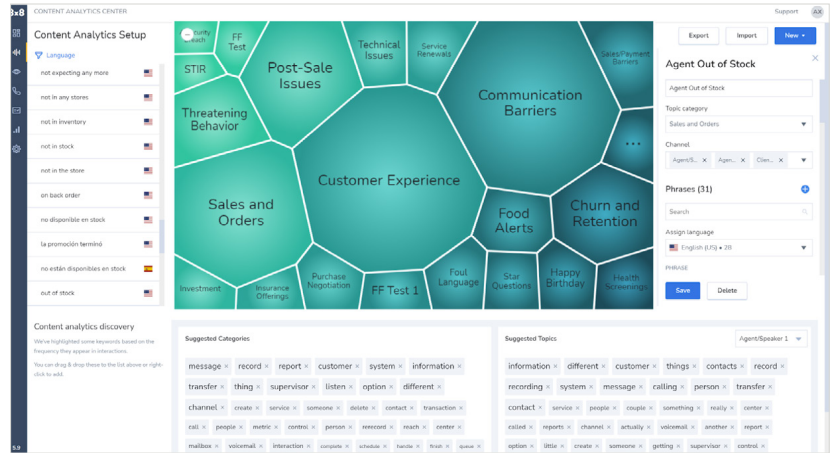 8x8
CONTENT ANALYTICS CENTER
Support
AX
Content Analytics Setup
Language
not expecting any more
not in any stores
not in inventory
not in stock
not in the store
on back order
no disponible en stock
la promoción terminó
no están disponibles en stock
out of stock
Content analytics discovery
We've highlighted some keywords based on the
frequency they appear in interactions.
You can drag & drop these to the list above or right-
click to add.
5.9
FF
Test
STIR
Post-Sale
Issues
Technical
Issues
Service
Renewals
Sales/Payment
Barriers
Threatening
Behavior
Communication
Barriers
...
Customer Experience
Sales and
Orders
Food
Alerts
Churn and
Retention
Investment
Insurance
Offerings
Purchase
Negotiation
FF Test 1
Foul
Language
Star
Questions
Happy
Birthday
Health
Screenings
Export
Import
New
Agent Out of Stock
Agent Out of Stock
Topic category
Sales and Orders
Channel
Agent/S... × Agen... × Clien... ×
Phrases (31)
Search
Assign language
English (US) • 28
PHRASE
Save
Delete
Suggested Categories
message × record × report × customer × system × information ×
transfer × thing × supervisor × listen × option × different ×
channel × create × service × someone × delete × contact × transaction ×
call × people × metric × control × person × rerecord × reach × center ×
mailbox × voicemail × interaction × complete × schedule × handle × finish × queue ×
Suggested Topics
Agent/Speaker 1
information × different × customer × things × contacts × record ×
recording × system × message × calling × person × transfer ×
contact × service × people × couple × something × really × center ×
called × reports × channel × actually × voicemail × another × report ×
option × little × create × someone × getting × supervisor × control ×